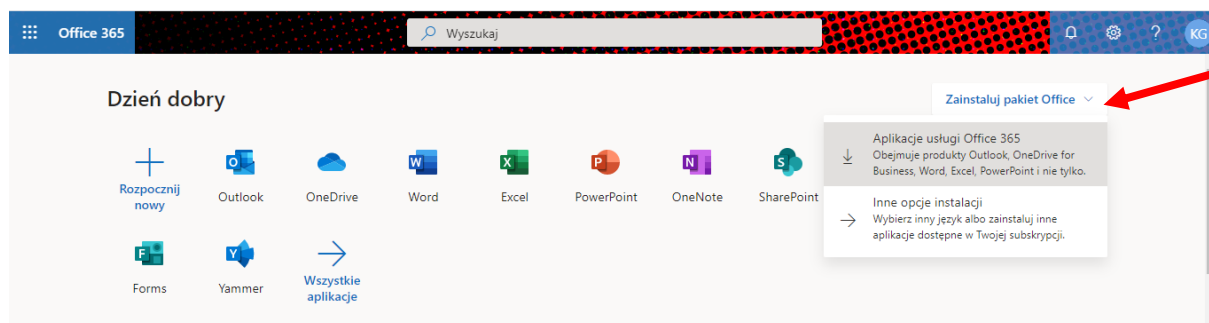 Office 365
Wyszukaj
?
KG
Dzień dobry
Zainstaluj pakiet Office
Aplikacje usługi Office 365
Obejmuje produkty Outlook, OneDrive for
Business, Word, Excel, PowerPoint i nie tylko.
Inne opcje instalacji
Wybierz inny język albo zainstaluj inne
aplikacje dostępne w Twojej subskrypcji.
Rozpocznij
nowy
Outlook
OneDrive
Word
Excel
PowerPoint
OneNote
SharePoint
Forms
Yammer
Wszystkie
aplikacje